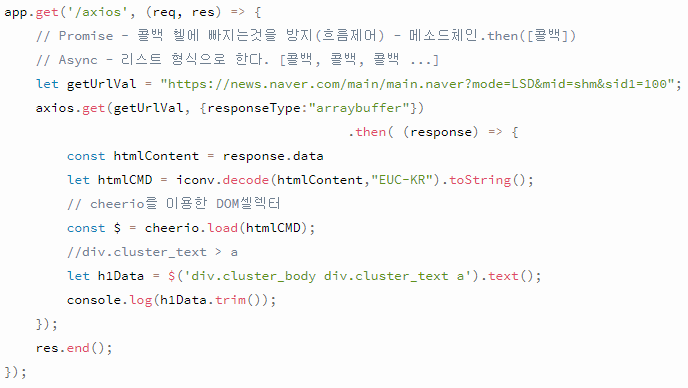 app.get('/axios', (req, res) => {
// Promise - 콜백 헬에 빠지는것을 방지(흐름제어) - 메소드체인.then([콜백])
// Async - 리스트 형식으로 한다. [콜백, 콜백, 콜백 ...]
let getUrlVal = "https://news.naver.com/main/main.naver?mode=LSD&mid=shm&sid1=100";
axios.get(getUrlVal, {responseType:"arraybuffer"})
.then( (response) => {
const htmlContent = response.data
let htmlCMD = iconv.decode(htmlContent,"EUC-KR").toString();
// cheerio를 이용한 DOM셀렉터
const $ = cheerio.load(htmlCMD);
//div.cluster_text > a
let h1Data = $('div.cluster_body div.cluster_text a').text();
console.log(h1Data.trim());
});
res.end();
});